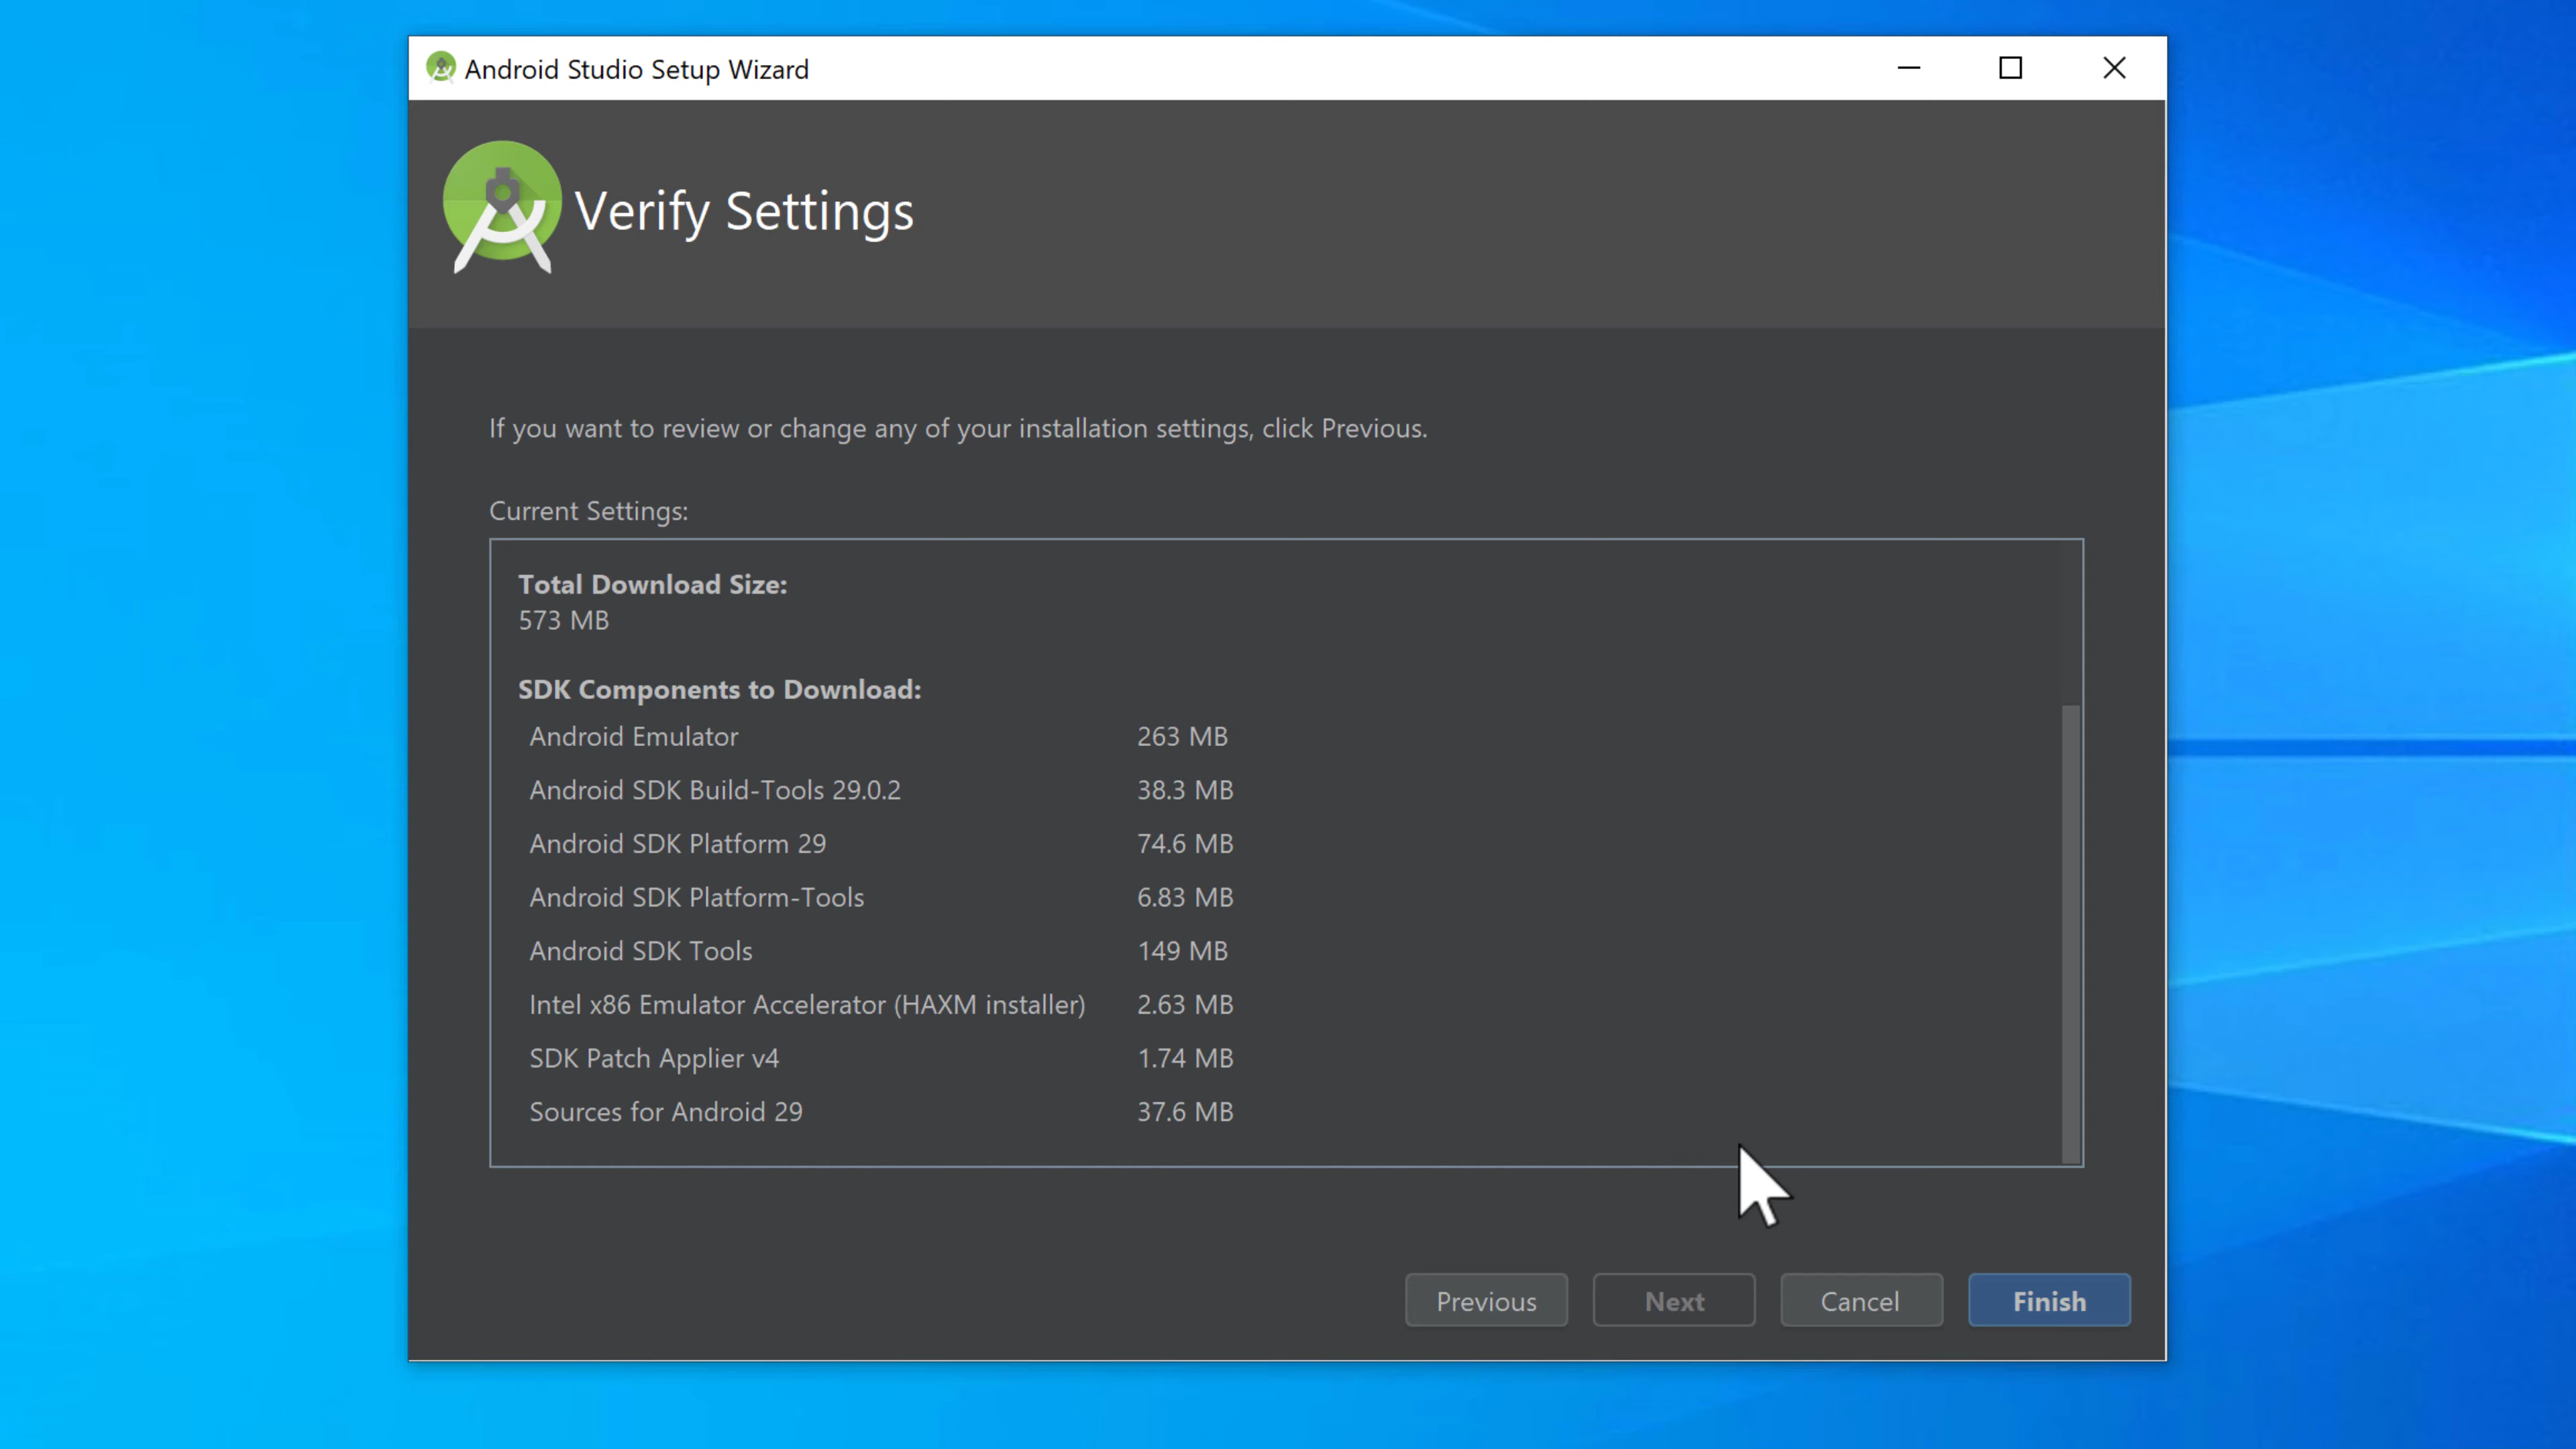 Android Studio Setup Wizard
Verify Settings
If you want to review or change any of your installation settings, click Previous.
Current Settings:
Total Download Size:
573 MB
SDK Components to Download:
Android Emulator 263 MB
Android SDK Build-Tools 29.0.2 38.3 MB
Android SDK Platform 29 74.6 MB
Android SDK Platform-Tools 6.83 MB
Android SDK Tools 149 MB
Intel x86 Emulator Accelerator (HAXM installer) 2.63 MB
SDK Patch Applier v4 1.74 MB
Sources for Android 29 37.6 MB
Previous Next Cancel Finish